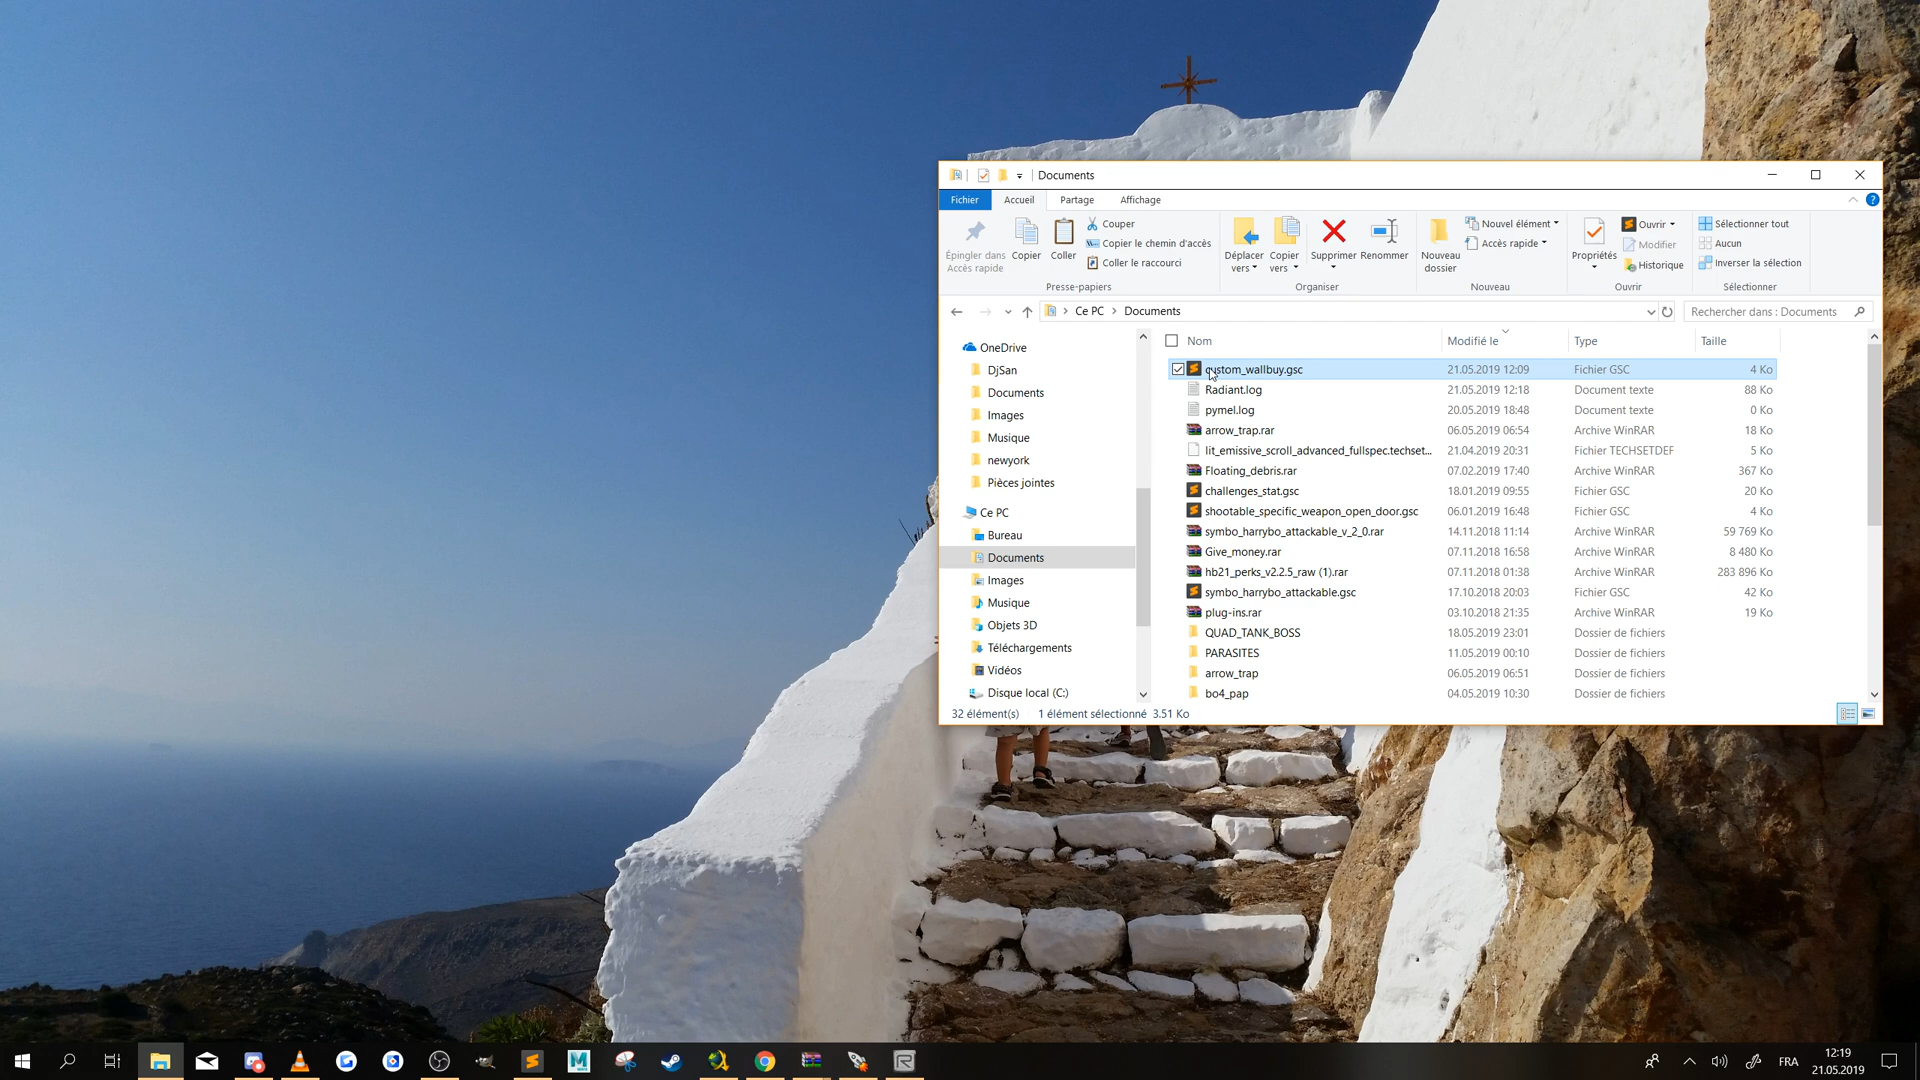 Documents
Fichier Accueil Partage Affichage
Épingler dans Accès rapide
Copier
Coller
Couper
Copier le chemin d'accès
Coller le raccourci
Presse-papiers
Déplacer vers
Copier vers
Supprimer
Renommer
Organiser
Nouveau dossier
Nouvel élément
Accès rapide
Nouveau
Propriétés
Ouvrir
Modifier
Historique
Ouvrir
Sélectionner tout
Aucun
Inverser la sélection
Sélectionner
Ce PC Documents
Rechercher dans : Documents
OneDrive
DjSan
Documents
Images
Musique
newyork
Pièces jointes
Ce PC
Bureau
Documents
Images
Musique
Objets 3D
Téléchargements
Vidéos
Disque local (C:)
Nom Modifié le Type Taille
custom_wallbuy.gsc 21.05.2019 12:09 Fichier GSC 4 Ko
Radiant.log 21.05.2019 12:18 Document texte 88 Ko
pymel.log 20.05.2019 18:48 Document texte 0 Ko
arrow_trap.rar 06.05.2019 06:54 Archive WinRAR 18 Ko
lit_emissive_scroll_advanced_fullspec.techset... 21.04.2019 20:31 Fichier TECHSETDEF 5 Ko
Floating_debris.rar 07.02.2019 17:40 Archive WinRAR 367 Ko
challenges_stat.gsc 18.01.2019 09:55 Fichier GSC 20 Ko
shootable_specific_weapon_open_door.gsc 06.01.2019 16:48 Fichier GSC 4 Ko
symbo_harrybo_attackable_v_2_0.rar 14.11.2018 11:14 Archive WinRAR 59 769 Ko
Give_money.rar 07.11.2018 16:58 Archive WinRAR 8 480 Ko
hb21_perks_v2.2.5_raw (1).rar 07.11.2018 01:38 Archive WinRAR 283 896 Ko
symbo_harrybo_attackable.gsc 17.10.2018 20:03 Fichier GSC 42 Ko
plug-ins.rar 03.10.2018 21:35 Archive WinRAR 19 Ko
QUAD_TANK_BOSS 18.05.2019 23:01 Dossier de fichiers
PARASITES 11.05.2019 00:10 Dossier de fichiers
arrow_trap 06.05.2019 06:51 Dossier de fichiers
bo4_pap 04.05.2019 10:30 Dossier de fichiers
32 élément(s) 1 élément sélectionné 3.51 Ko
FRA
12:19
21.05.2019